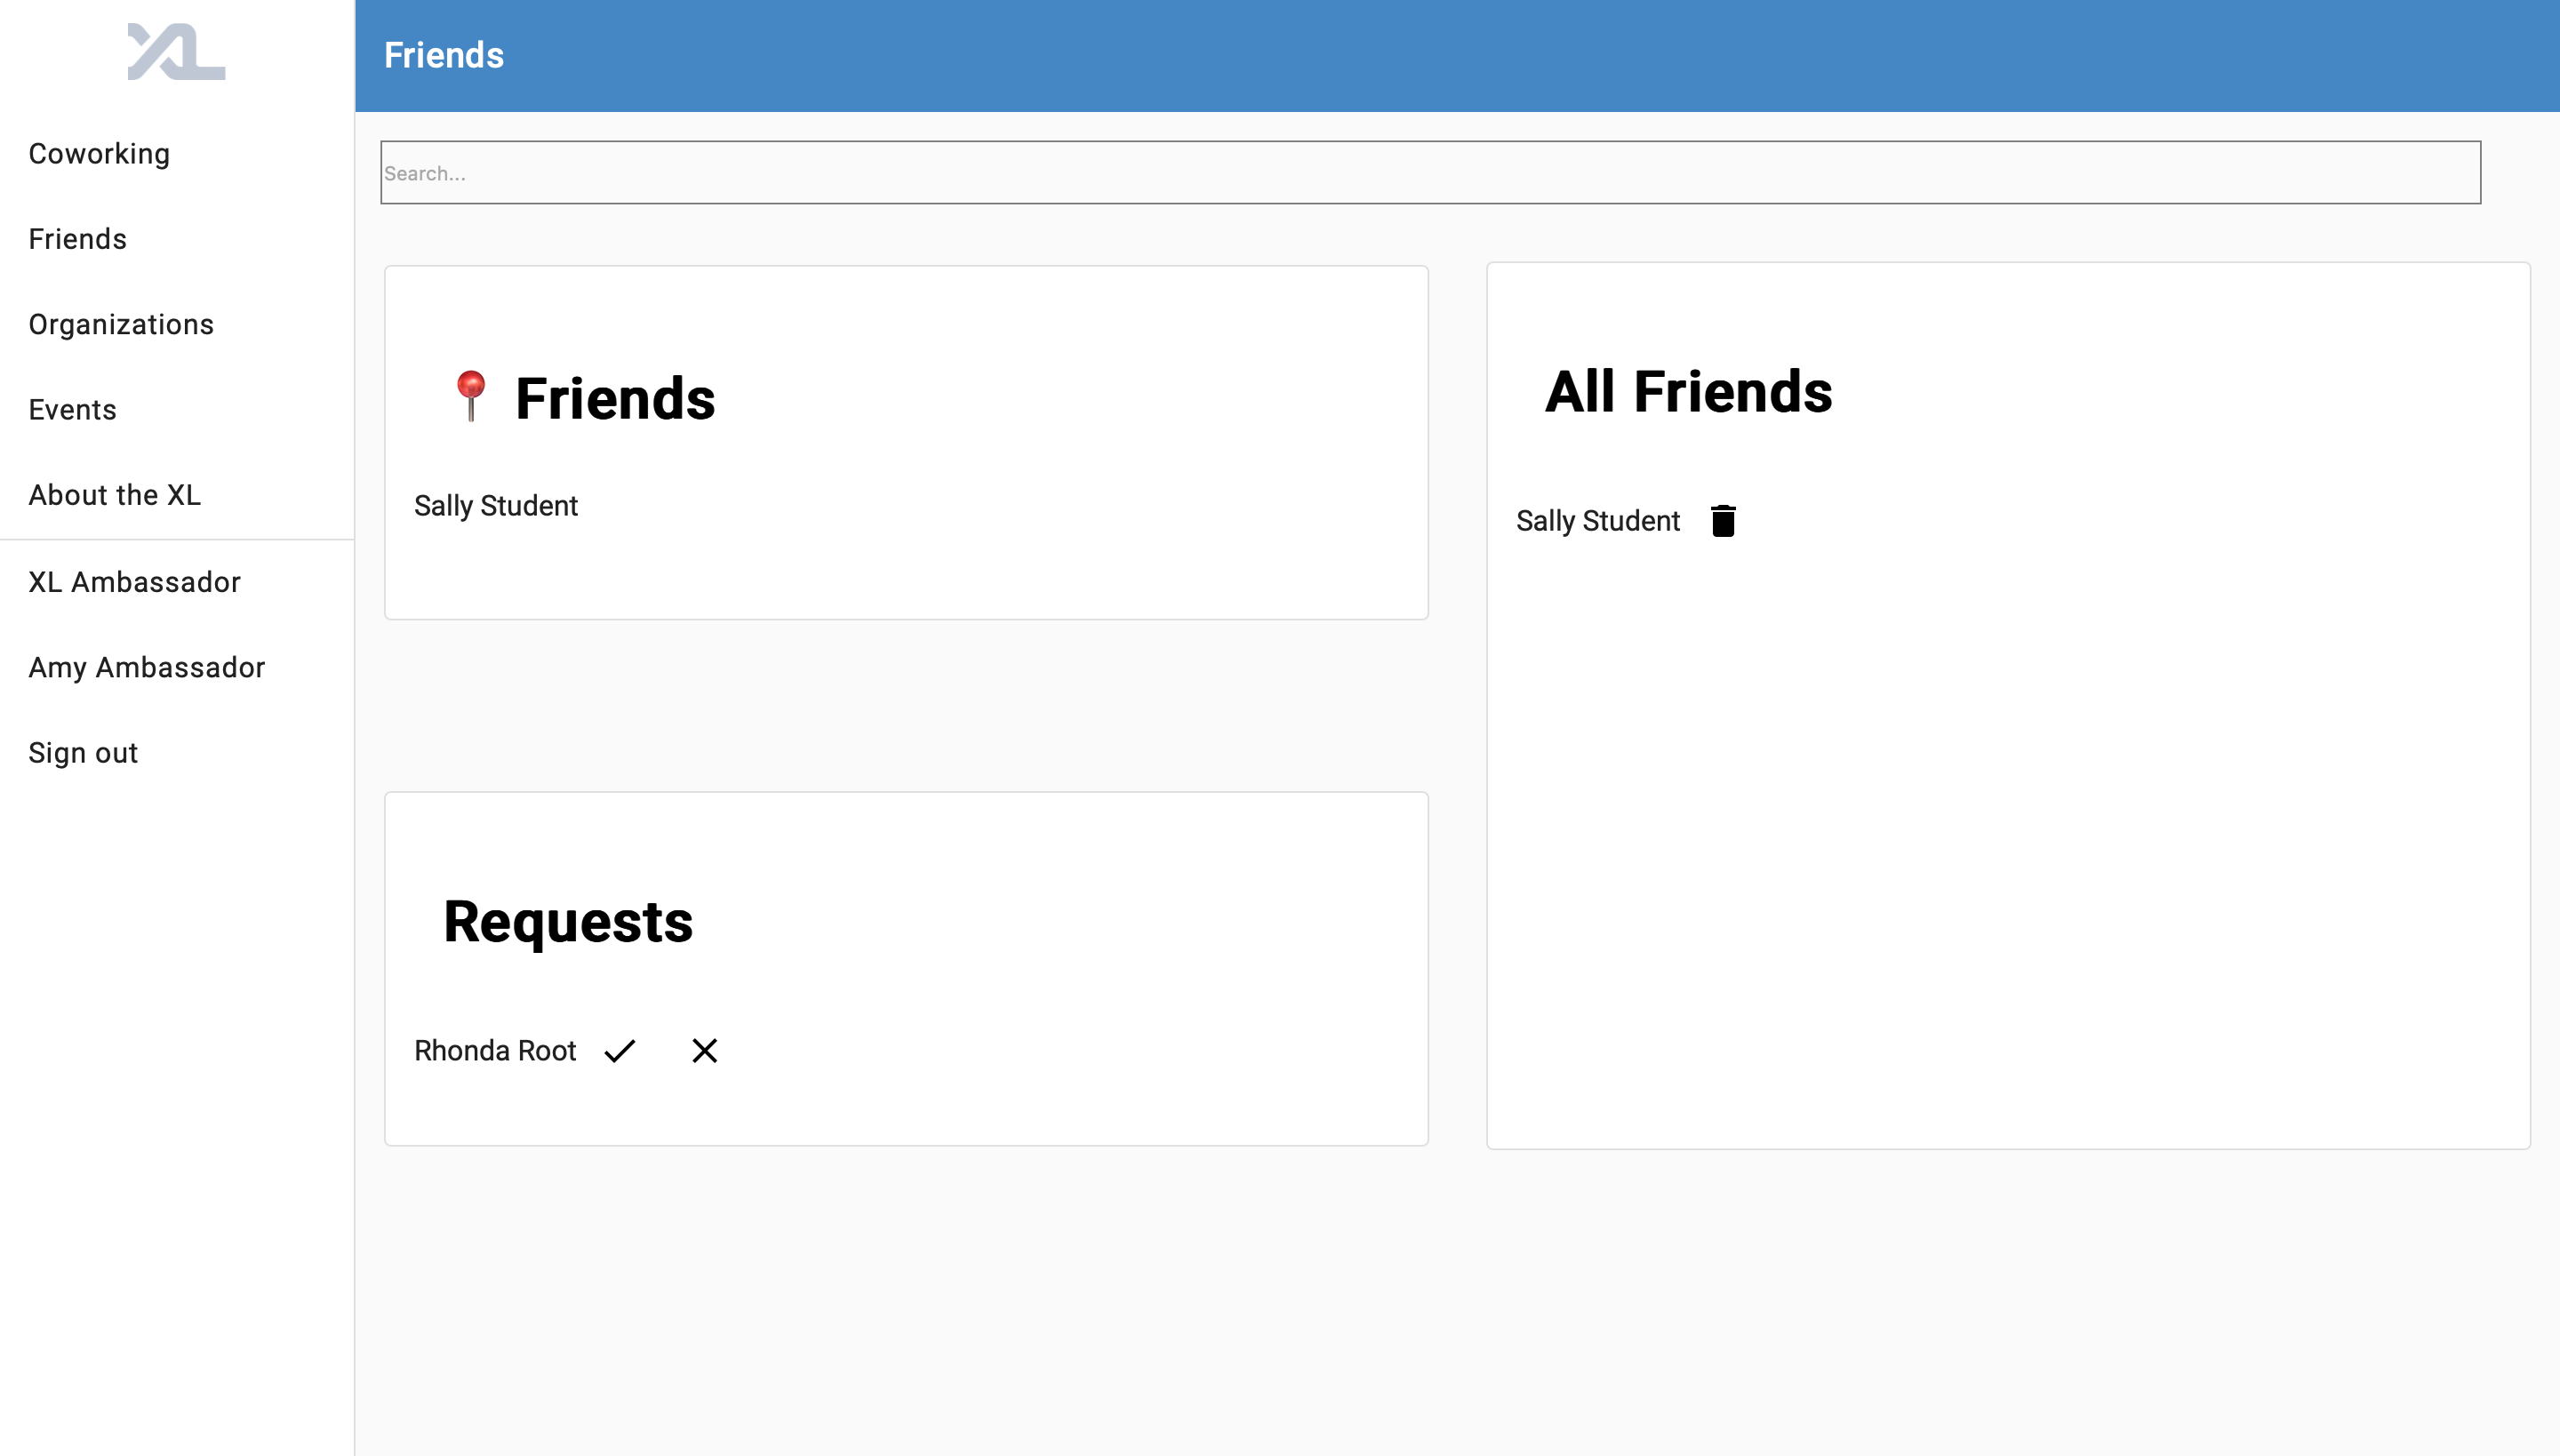 XL
Coworking
Friends
Organizations
Events
About the XL
XL Ambassador
Amy Ambassador
Sign out
Friends
Search...
📍 Friends
Sally Student
Requests
Rhonda Root
All Friends
Sally Student